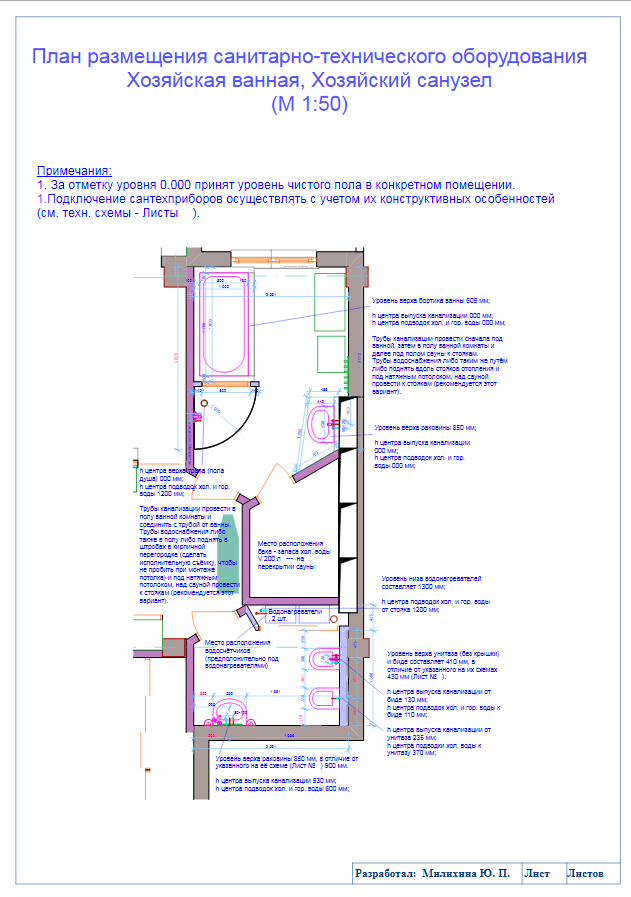 План размещения санитарно-технического оборудования
Хозяйская ванная, Хозяйский санузел
(М 1:50)
Примечания:
1. За отметку уровня 0.000 принят уровень чистого пола в конкретном помещении.
1.Подключение сантехприборов осуществлять с учетом их конструктивных особенностей
(см. техн. схемы - Листы ).
Уровень верха бортика ванны 605 мм;
h центра выпуска канализации 000 мм;
h центра подводок хол. и гор. воды 000 мм;
Трубы канализации провести сначала под
ванной, затем в полу ванной комнаты и
далее под полом сауны к стоякам.
Трубы водоснабжения либо таким же путём
либо поднять вдоль стояков отопления и
под натяжным потолоком, над сауной
провести к стоякам (рекомендуется этот
вариант).
Уровень верха раковины 850 мм;
h центра выпуска канализации
000 мм;
h центра подводок хол. и гор.
воды 000 мм;
h центра верха трапа (пола
душа) 000 мм;
h центра подводок хол. и гор.
воды 1200 мм;
Трубы канализации провести в
полу ванной комнаты и
соединить с трубой от ванны.
Трубы водоснабжения либо
также в полу либо поднять в
штробах в кирпичной
перегородке (сделать
исполнительную съёмку, чтобы
не пробить при монтаже
потолка) и под натяжным
потолоком, над сауной провести
к стоякам (рекомендуется этот
вариант).
Место расположения
бака - запаса хол. воды
V 200 л --- на
перекрытии сауны
Уровень низа водонагревателей
составляет 1300 мм;
h центра подводок хол. и гор. воды
от стояка 1200 мм;
Водонагреватели
, 2 шт.
Место расположения
водосчётчиков
(предположительно под
водонагревателями)
Уровень верха унитаза (без крышки)
и биде составляет 410 мм, в
отличие от указанного на их схемах
430 мм (Лист № ).
h центра выпуска канализации от
биде 130 мм;
h центра подводок хол. и гор. воды к
биде 110 мм;
h центра выпуска канализации от
унитаза 235 мм;
h центра подводки хол. воды к
унитазу 370 мм;
Уровень верха раковины 850 мм, в отличие от
указанного на её схеме (Лист № ) 900 мм.
h центра выпуска канализации 530 мм;
h центра подводок хол. и гор. воды 600 мм;
Разработал: Милихина Ю. П. Лист Листов